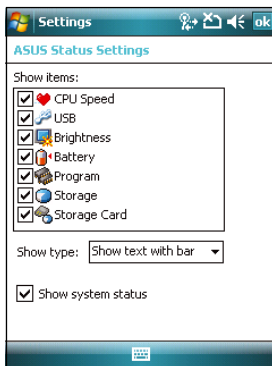 Settings
ok
ASUS Status Settings
Show items:
CPU Speed
USB
Brightness
Battery
Program
Storage
Storage Card
Show type: Show text with bar
Show system status